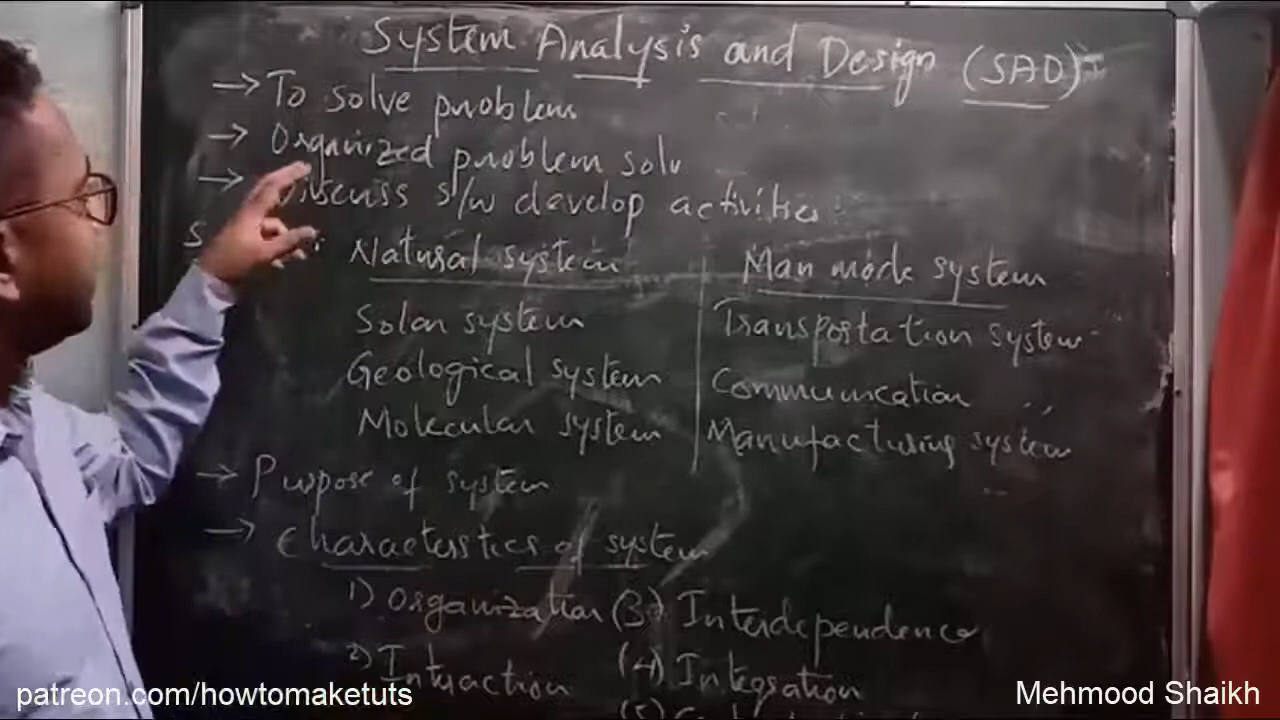 System Analysis and Design (SAD)
→ To solve problem
→ Organized problem solv
→ Discuss s/w develop activities
Natural system Man made system
Solar system Transportation system
Geological system Communication ,,
Molecular system Manufacturing system
→ Purpose of system
→ Characteristics of system
1) Organization (3) Interdependence
2) Interaction (4) Integration
(5)
patreon.com/howtomaketuts Mehmood Shaikh